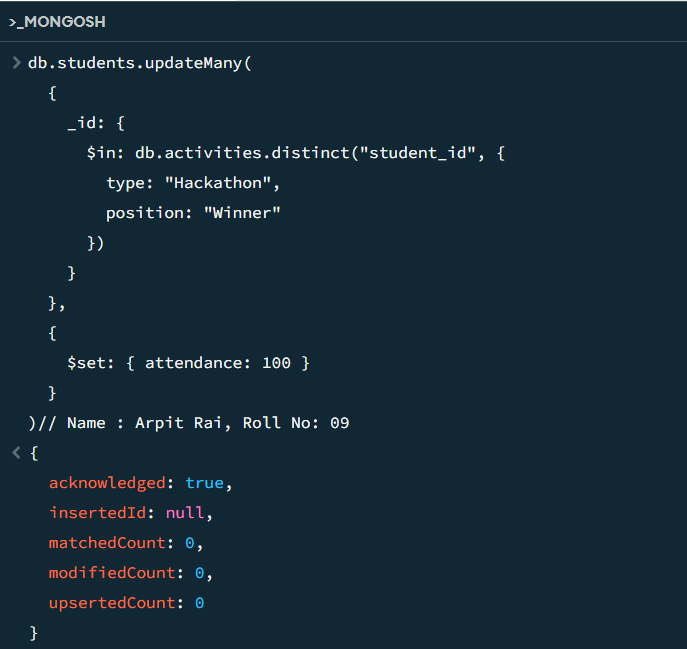 >_MONGOSH
> db.students.updateMany(
{
_id: {
$in: db.activities.distinct("student_id", {
type: "Hackathon",
position: "Winner"
})
}
},
{
$set: { attendance: 100 }
}
)// Name : Arpit Rai, Roll No: 09
< {
acknowledged: true,
insertedId: null,
matchedCount: 0,
modifiedCount: 0,
upsertedCount: 0
}